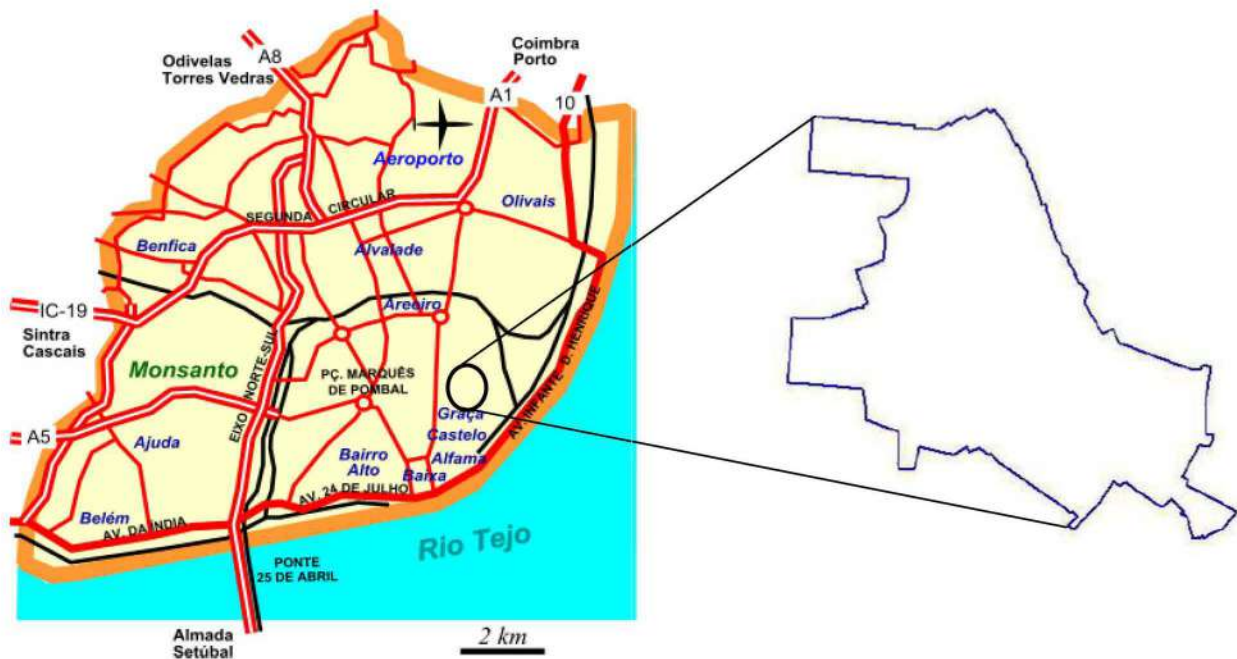 Coimbra
Porto
A8
Odivelas
Torres Vedras
A1
10
Aeroporto
Olivais
SEGUNDA CIRCULAR
Benfica
Alvalade
IC-19
Areeiro
Sintra
Cascais
Monsanto
EIXO NORTE-SUL
PÇ. MARQUÊS
DE POMBAL
AV. INFANTE D. HENRIQUE
Graça
A5
Ajuda
Castelo
Bairro
Alto
Alfama
Baixa
AV. 24 DE JULHO
Belém
AV. DA ÍNDIA
Rio Tejo
PONTE
25 DE ABRIL
Almada
Setúbal
2 km